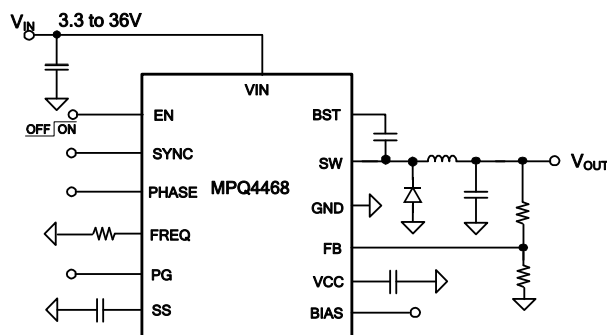 VIN 3.3 to 36V
VIN
EN
OFF ON
SYNC
PHASE
FREQ
PG
SS
MPQ4468
BST
SW
GND
FB
VCC
BIAS
VOUT